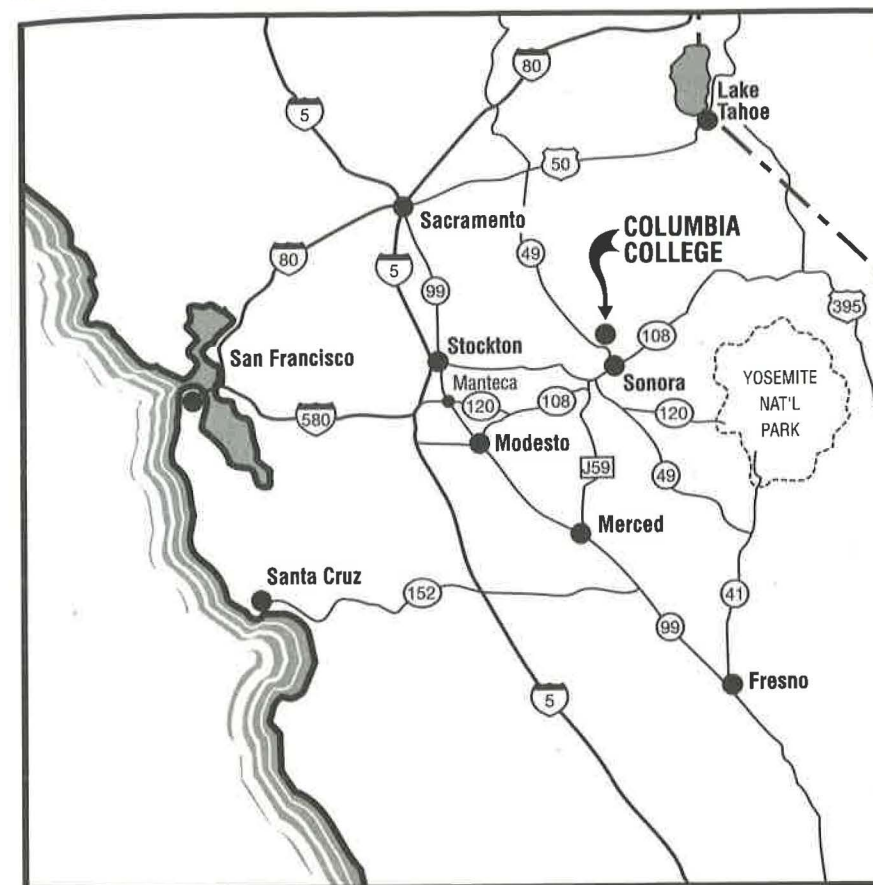 80
5
Lake
Tahoe
50
Sacramento
COLUMBIA
COLLEGE
80
5
49
99
395
108
San Francisco
Stockton
Sonora
Manteca
YOSEMITE
NAT'L
PARK
120
108
120
580
Modesto
J59
49
Merced
Santa Cruz
152
41
99
Fresno
5